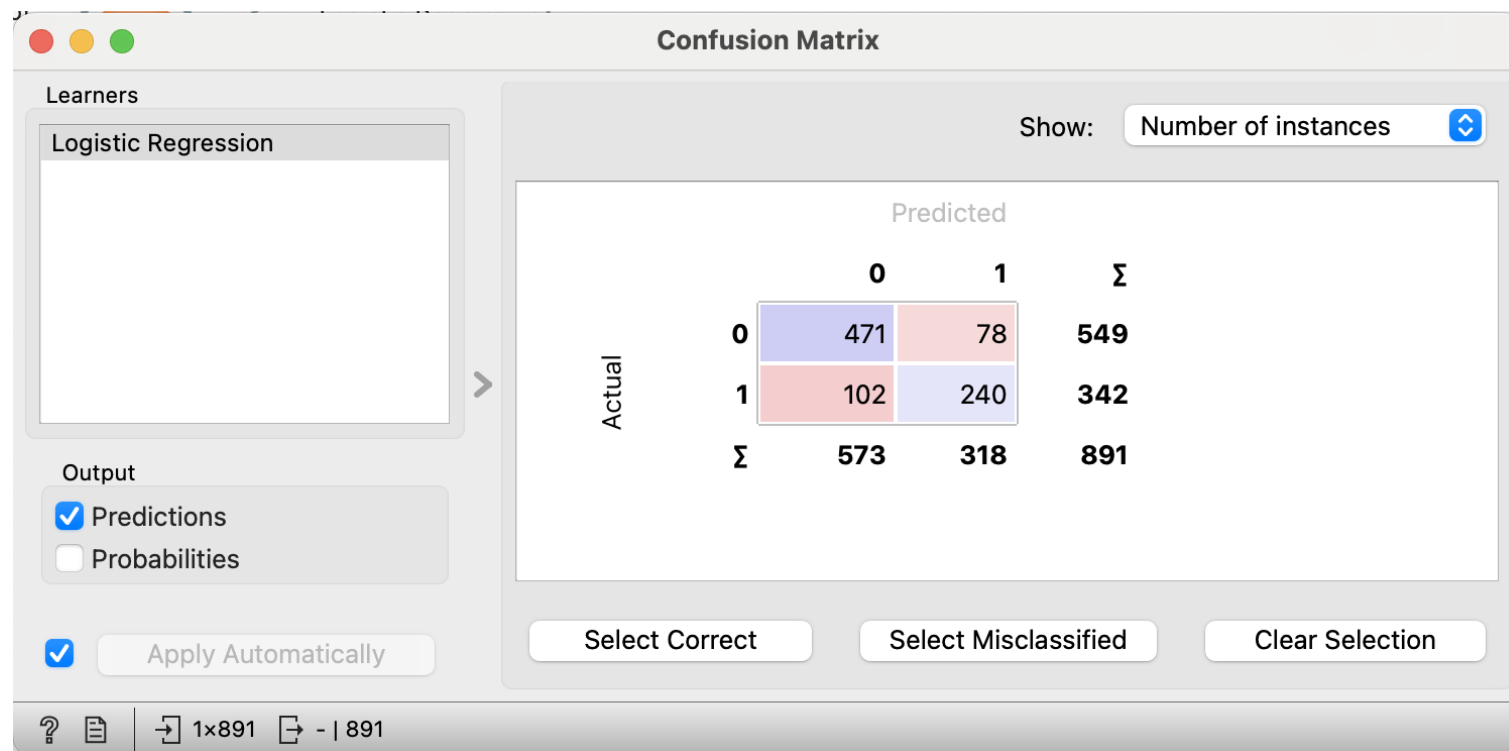 Confusion Matrix
Learners
Logistic Regression
Show: Number of instances
Predicted
0 1 Σ
0 471 78 549
Actual
1 102 240 342
Σ 573 318 891
Output
Predictions
Probabilities
Apply Automatically
Select Correct Select Misclassified Clear Selection
? 1×891 - | 891